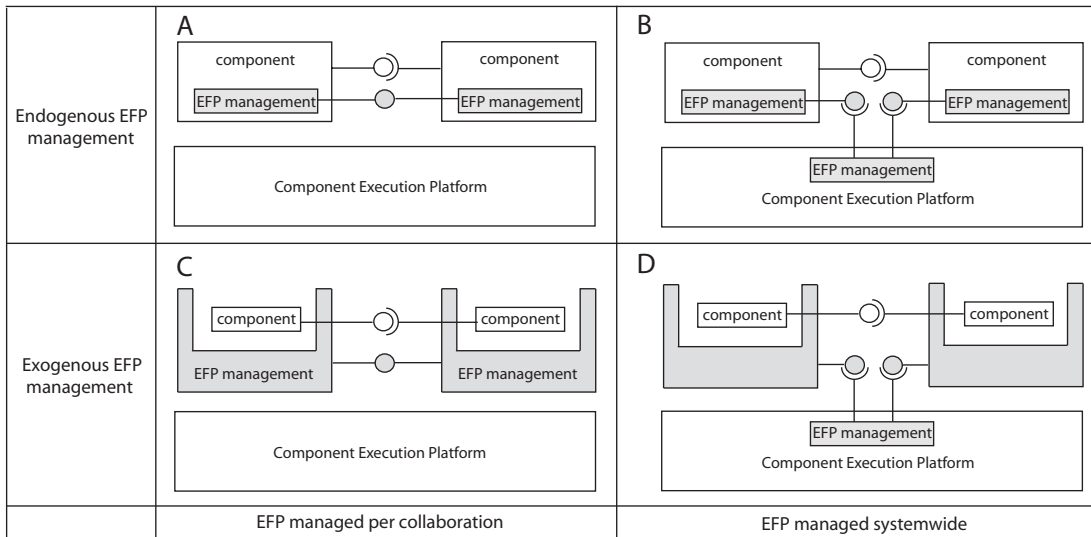 A
component
component
EFP management
EFP management
Component Execution Platform
B
component
component
EFP management
EFP management
EFP management
Component Execution Platform
Endogenous EFP
management
C
component
component
EFP management
EFP management
Component Execution Platform
D
component
component
EFP management
Component Execution Platform
Exogenous EFP
management
EFP managed per collaboration
EFP managed systemwide